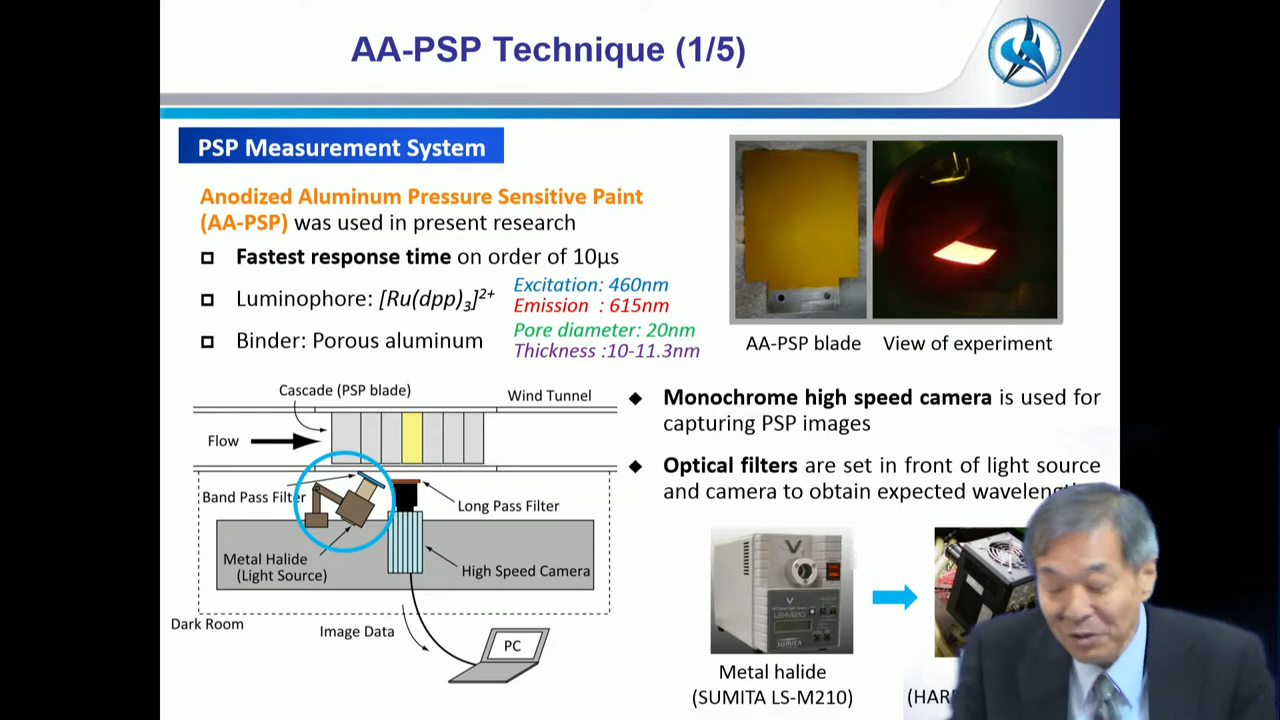 AA-PSP Technique (1/5)
PSP Measurement System
Anodized Aluminum Pressure Sensitive Paint
(AA-PSP) was used in present research
Fastest response time on order of 10μs
Luminophore: [Ru(dpp)3]2+
Excitation: 460nm
Emission : 615nm
Binder: Porous aluminum
Pore diameter: 20nm
Thickness :10-11.3nm
AA-PSP blade
View of experiment
Cascade (PSP blade)
Wind Tunnel
Flow
Band Pass Filter
Long Pass Filter
Metal Halide
(Light Source)
High Speed Camera
Dark Room
Image Data
PC
Monochrome high speed camera is used for
capturing PSP images
Optical filters are set in front of light source
and camera to obtain expected
V
V
LS-M210
SUMITA
Metal halide
(SUMITA LS-M210)